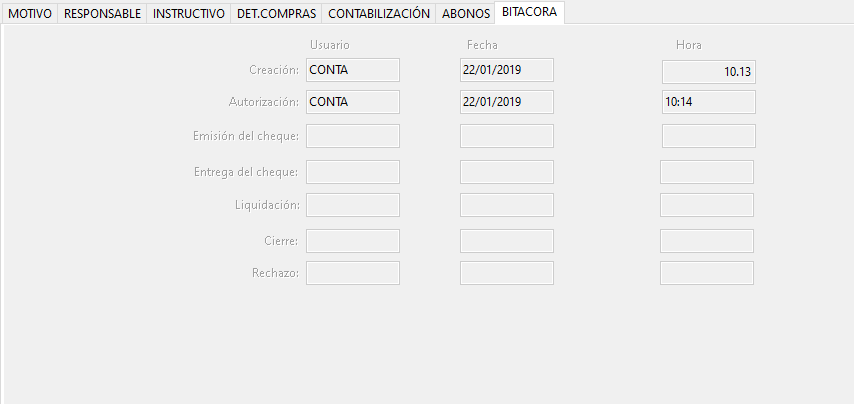 MOTIVO RESPONSABLE INSTRUCTIVO DET.COMPRAS CONTABILIZACIÓN ABONOS BITACORA
Usuario Fecha Hora
Creación: CONTA 22/01/2019 10.13
Autorización: CONTA 22/01/2019 10:14
Emisión del cheque:
Entrega del cheque:
Liquidación:
Cierre:
Rechazo: